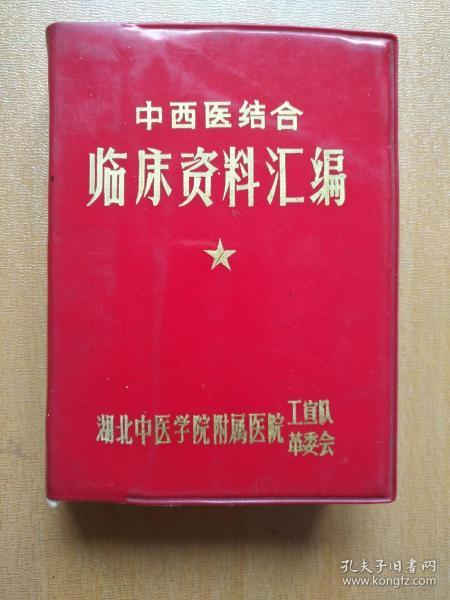 中西医结合
临床资料汇编
湖北中医学院附属医院 工宣队
革委会
孔夫子旧书网
www.kongfz.com